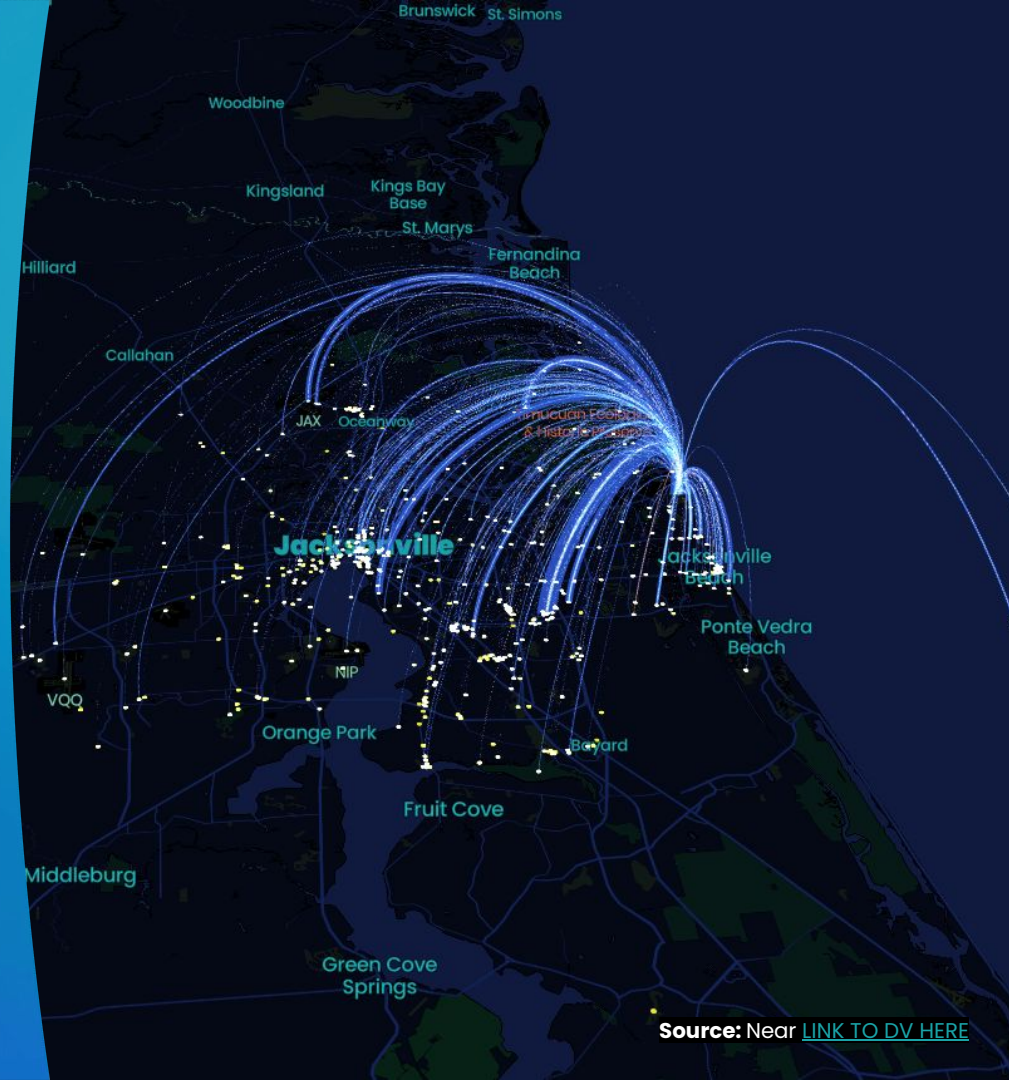 Brunswick
St. Simons
Woodbine
Kingsland
Kings Bay
Base
St. Marys
Fernandina
Beach
Hilliard
Callahan
JAX
Oceanway
& Historic
Jacksonville
Jacksonville
Beach
Ponte Vedra
Beach
NIP
VQQ
Orange Park
Bayard
Fruit Cove
Middleburg
Green Cove
Springs
Source: Near LINK TO DV HERE